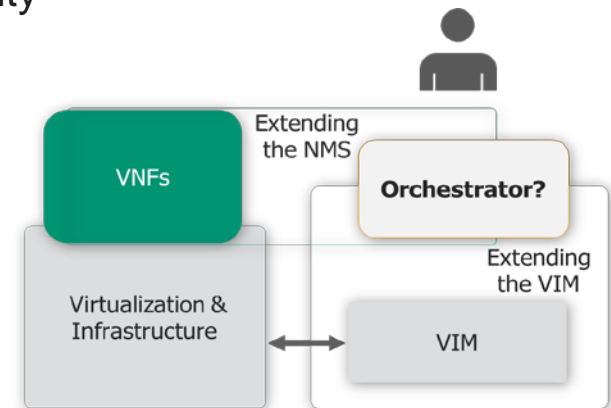 Extending
the NMS
VNFs
Orchestrator?
Extending
the VIM
Virtualization &
Infrastructure
VIM